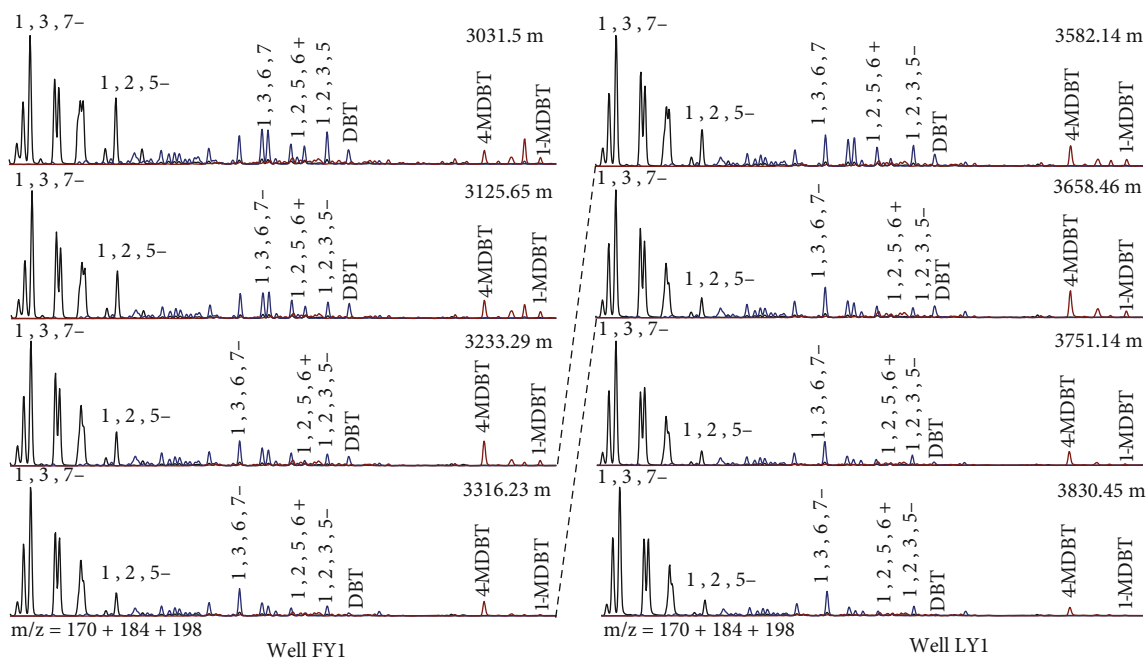 1, 3, 7–
3031.5 m
1, 2, 5–
1, 3, 6, 7
1, 2, 5, 6 +
1, 2, 3, 5
DBT
4-MDBT
1-MDBT
1, 3, 7–
3125.65 m
1, 2, 5–
1, 3, 6, 7–
1, 2, 5, 6 +
1, 2, 3, 5–
DBT
4-MDBT
1-MDBT
1, 3, 7–
3233.29 m
1, 2, 5–
1, 3, 6, 7–
1, 2, 5, 6 +
1, 2, 3, 5–
DBT
4-MDBT
1-MDBT
1, 3, 7–
3316.23 m
1, 2, 5–
1, 3, 6, 7–
1, 2, 5, 6 +
1, 2, 3, 5–
DBT
4-MDBT
1-MDBT
m/z = 170 + 184 + 198
Well FY1
1, 3, 7–
3582.14 m
1, 2, 5–
1, 3, 6, 7
1, 2, 5, 6 +
1, 2, 3, 5–
DBT
4-MDBT
1-MDBT
1, 3, 7–
3658.46 m
1, 2, 5–
1, 3, 6, 7–
1, 2, 5, 6 +
1, 2, 3, 5–
DBT
4-MDBT
1-MDBT
1, 3, 7–
3751.14 m
1, 2, 5–
1, 3, 6, 7–
1, 2, 5, 6 +
1, 2, 3, 5–
DBT
4-MDBT
1-MDBT
1, 3, 7–
3830.45 m
1, 2, 5–
1, 3, 6, 7–
1, 2, 5, 6 +
1, 2, 3, 5–
DBT
4-MDBT
1-MDBT
m/z = 170 + 184 + 198
Well LY1